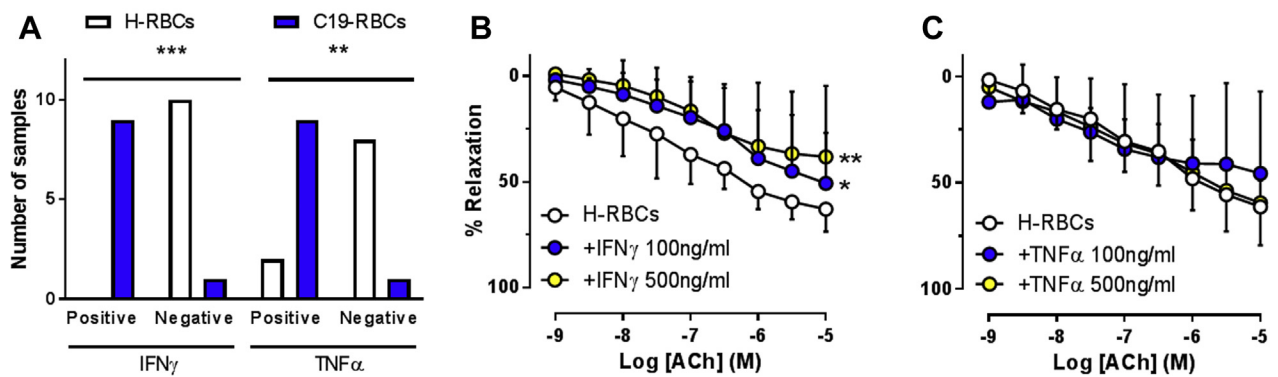 A
H-RBCs
C19-RBCs
***
**
Number of samples
10
5
0
Positive Negative Positive Negative
IFNγ
TNFα
B
% Relaxation
0
50
100
**
*
H-RBCs
+IFNγ 100ng/ml
+IFNγ 500ng/ml
-9 -8 -7 -6 -5
Log [ACh] (M)
C
0
50
100
H-RBCs
+TNFα 100ng/ml
+TNFα 500ng/ml
-9 -8 -7 -6 -5
Log [ACh] (M)